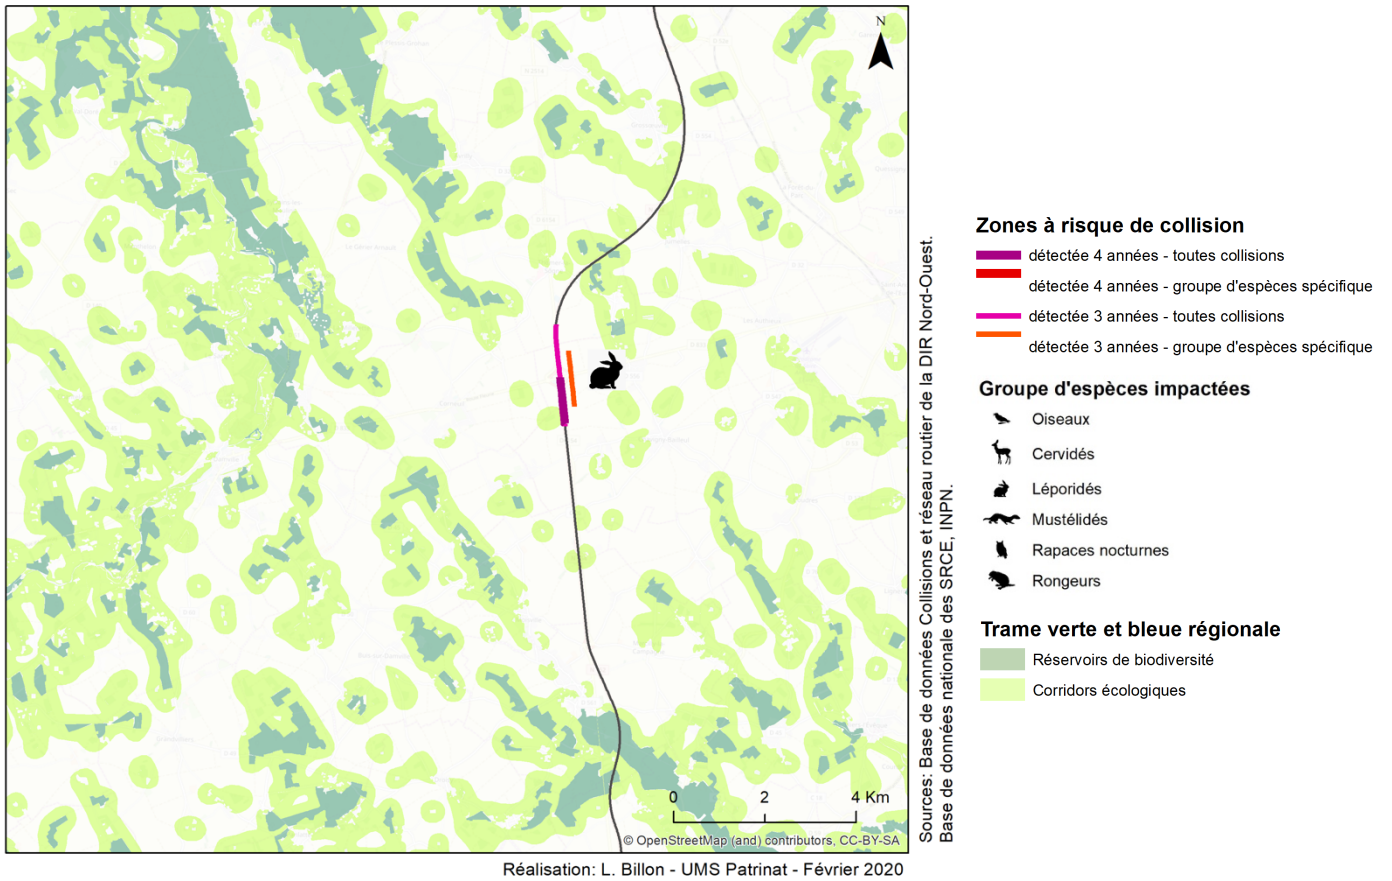 N
0 2 4 Km
© OpenStreetMap (and) contributors, CC-BY-SA
Réalisation: L. Billon - UMS Patrinat - Février 2020
Sources: Base de données Collisions et réseau routier de la DIR Nord-Ouest.
Base de données nationale des SRCE, INPN.
Zones à risque de collision
détectée 4 années - toutes collisions
détectée 4 années - groupe d'espèces spécifique
détectée 3 années - toutes collisions
détectée 3 années - groupe d'espèces spécifique
Groupe d'espèces impactées
Oiseaux
Cervidés
Léporidés
Mustélidés
Rapaces nocturnes
Rongeurs
Trame verte et bleue régionale
Réservoirs de biodiversité
Corridors écologiques